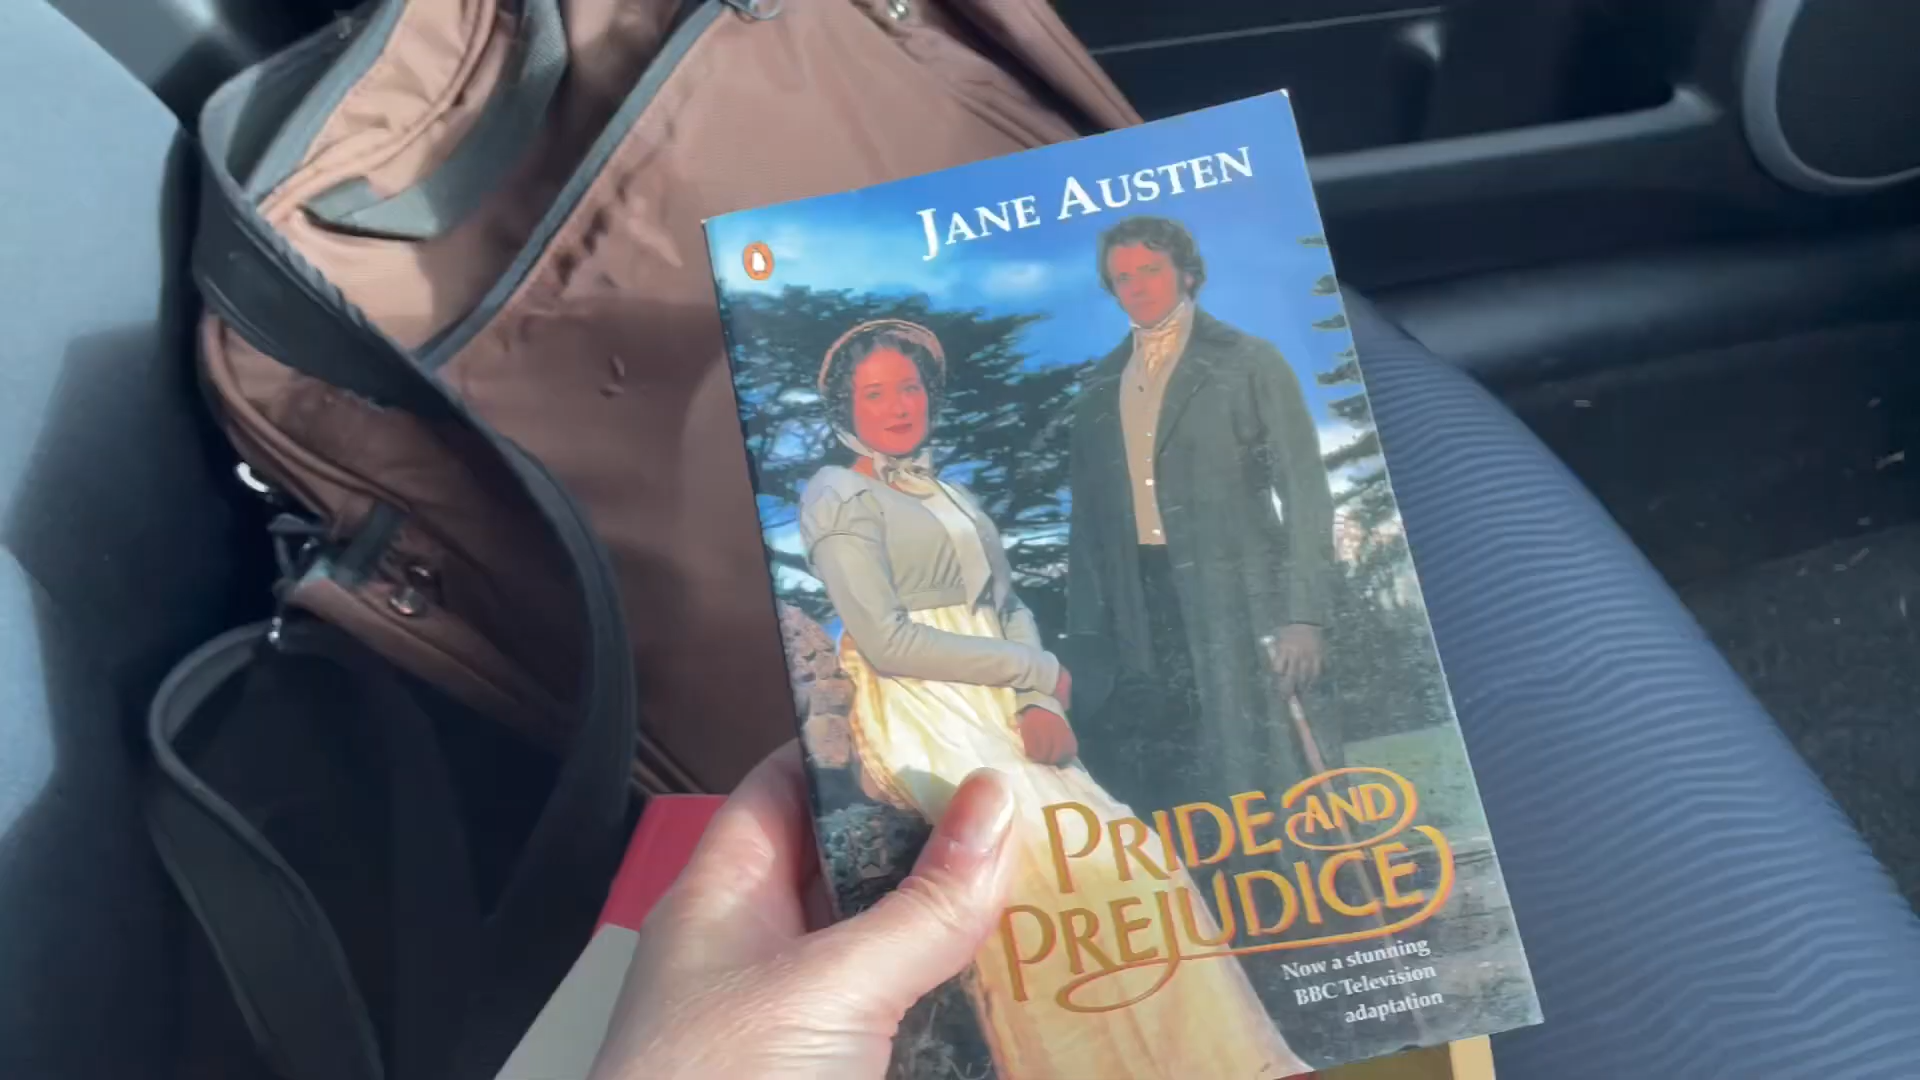 JANE AUSTEN
PRIDE AND
PREJUDICE
Now a stunning
BBC Television
adaptation